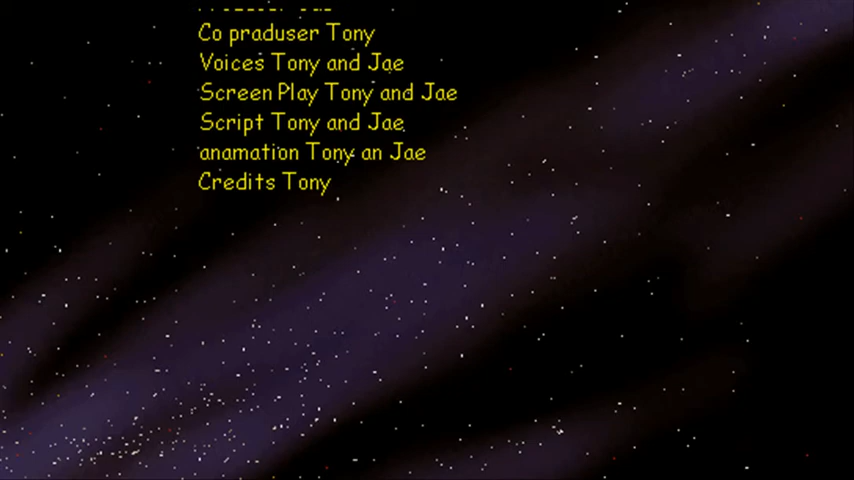 Co praduser Tony
Voices Tony and Jae
Screen Play Tony and Jae
Script Tony and Jae
anamation Tony an Jae
Credits Tony